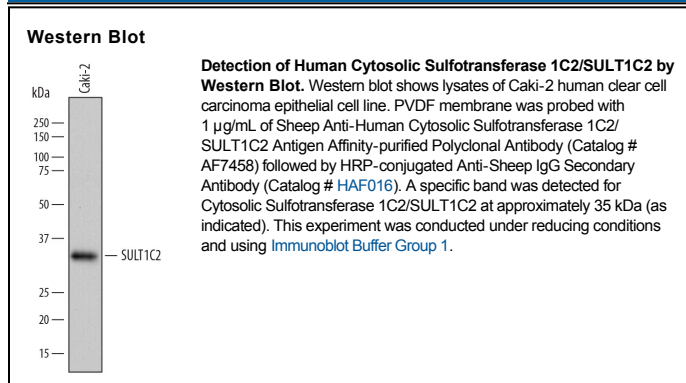 Western Blot
Detection of Human Cytosolic Sulfotransferase 1C2/SULT1C2 by
Western Blot. Western blot shows lysates of Caki-2 human clear cell
carcinoma epithelial cell line. PVDF membrane was probed with
1 µg/mL of Sheep Anti-Human Cytosolic Sulfotransferase 1C2/
SULT1C2 Antigen Affinity-purified Polyclonal Antibody (Catalog #
AF7458) followed by HRP-conjugated Anti-Sheep IgG Secondary
Antibody (Catalog # HAF016). A specific band was detected for
Cytosolic Sulfotransferase 1C2/SULT1C2 at approximately 35 kDa (as
indicated). This experiment was conducted under reducing conditions
and using Immunoblot Buffer Group 1.
Caki-2
kDa
250
150
100
75
50
37
SULT1C2
25
20
15